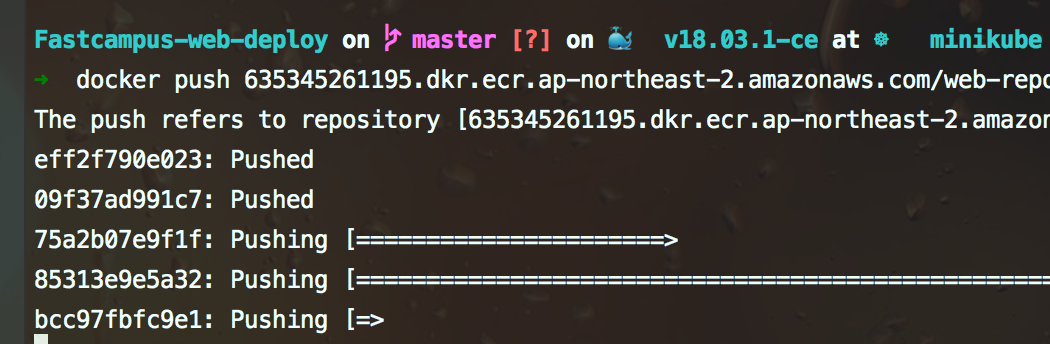 Fastcampus-web-deploy on master [?] on 🐳 v18.03.1-ce at ☸ minikube
➜ docker push 635345261195.dkr.ecr.ap-northeast-2.amazonaws.com/web-repo
The push refers to repository [635345261195.dkr.ecr.ap-northeast-2.amazon
eff2f790e023: Pushed
09f37ad991c7: Pushed
75a2b07e9f1f: Pushing [======================>
85313e9e5a32: Pushing [==================================================
bcc97fbfc9e1: Pushing [=>